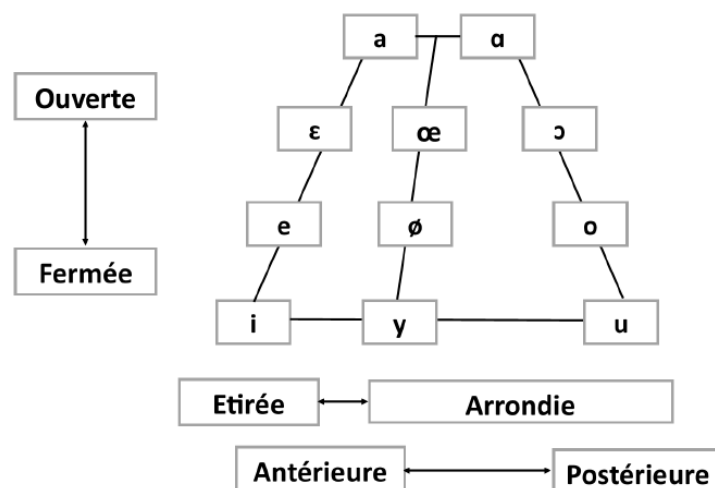 a ɑ
Ouverte
ɛ œ ɔ
e ø o
Fermée
i y u
Etirée Arrondie
Antérieure Postérieure